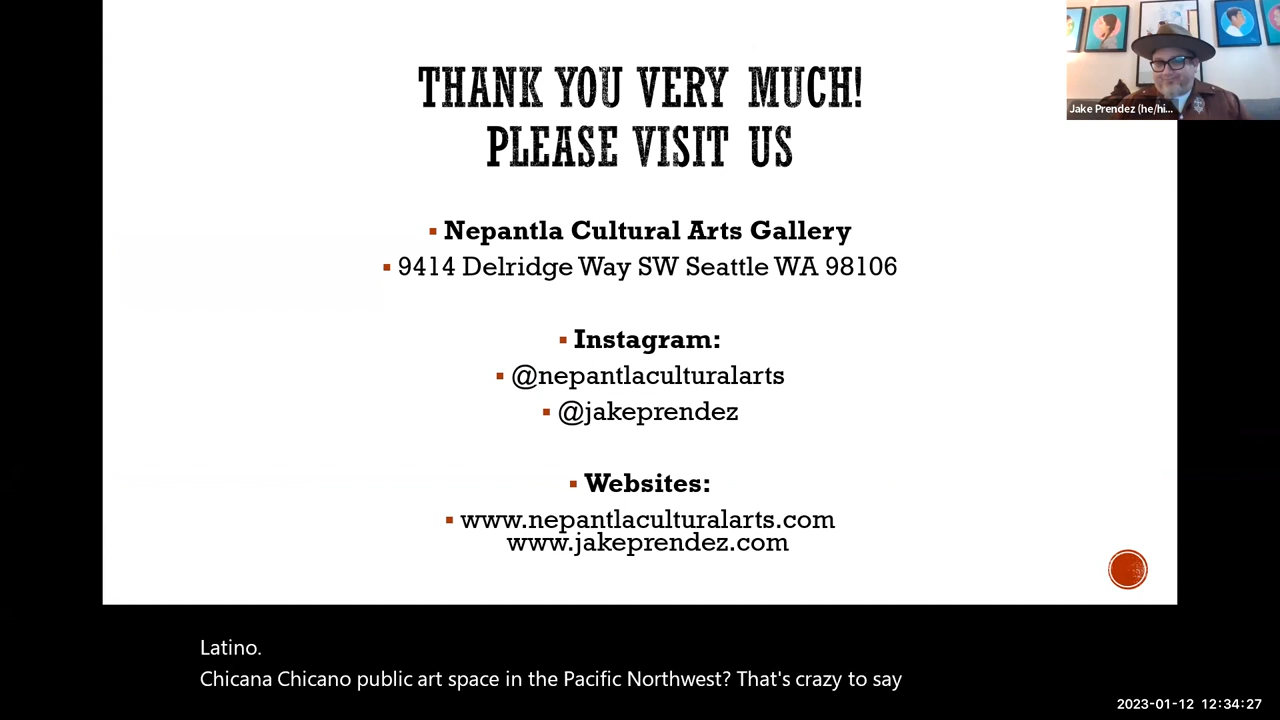 THANK YOU VERY MUCH!
PLEASE VISIT US
Jake Prendez (he/hi...
▪ Nepantla Cultural Arts Gallery
▪ 9414 Delridge Way SW Seattle WA 98106
▪ Instagram:
▪ @nepantlaculturalarts
▪ @jakeprendez
▪ Websites:
▪ www.nepantlaculturalarts.com
www.jakeprendez.com
Latino.
Chicana Chicano public art space in the Pacific Northwest? That's crazy to say
2023-01-12 12:34:27